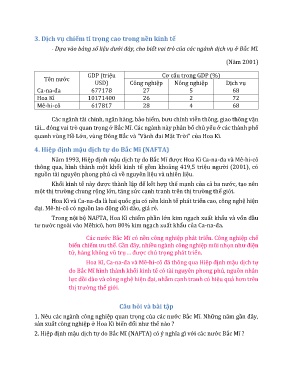 3. Dịch vụ chiếm tỉ trọng cao trong nền kinh tế
- Dựa vào bảng số liệu dưới đây, cho biết vai trò của các ngành dịch vụ ở Bắc Mĩ.
(Năm 2001)
Tên nước GDP (triệu USD) Cơ cấu trong GDP (%)
Công nghiệp Nông nghiệp Dịch vụ
Ca-na-đa 677178 27 5 68
Hoa Kì 10171400 26 2 72
Mê-hi-cô 617817 28 4 68
Các ngành tài chính, ngân hàng, bảo hiểm, bưu chính viễn thông, giao thông vận
tải... đóng vai trò quan trọng ở Bắc Mĩ. Các ngành này phân bố chủ yếu ở các thành phố
quanh vùng Hồ Lớn, vùng Đông Bắc và "Vành đai Mặt Trời" của Hoa Kì.
4. Hiệp định mậu dịch tự do Bắc Mĩ (NAFTA)
Năm 1993, Hiệp định mậu dịch tự do Bắc Mĩ được Hoa Kì Ca-na-đa và Mê-hi-cô
thông qua, hình thành một khối kinh tế gồm khoảng 419,5 triệu người (2001), có
nguồn tài nguyên phong phú cả về nguyên liệu và nhiên liệu.
Khối kinh tế này được thành lập để kết hợp thế mạnh của cả ba nước, tạo nên
một thị trường chung rộng lớn, tăng sức cạnh tranh trên thị trường thế giới.
Hoa Kì và Ca-na-đa là hai quốc gia có nền kinh tế phát triển cao, công nghệ hiện
đại. Mê-hi-cô có nguồn lao động dồi dào, giá rẻ.
Trong nội bộ NAFTA, Hoa Kì chiếm phần lớn kim ngạch xuất khẩu và vốn đầu
tư nước ngoài vào Mêhicô, hơn 80% kim ngạch xuất khẩu của Ca-na-đa.
Các nước Bắc Mĩ có nền công nghiệp phát triển. Công nghiệp chế
biến chiếm ưu thế. Gần đây, nhiều ngành công nghiệp mũi nhọn như điện
tử, hàng không vũ trụ ... được chú trọng phát triển.
Hoa Kì, Ca-na-đa và Mê-hi-cô đã thông qua Hiệp định mậu dịch tự
do Bắc Mĩ hình thành khối kinh tế có tài nguyên phong phú, nguồn nhân
lực dồi dào và công nghệ hiện đại, nhằm cạnh tranh có hiệu quả hơn trên
thị trường thế giới.
Câu hỏi và bài tập
1. Nêu các ngành công nghiệp quan trọng của các nước Bắc Mĩ. Những năm gần đây,
sản xuất công nghiệp ở Hoa Kì biến đổi như thế nào ?
2. Hiệp định mậu dịch tự do Bắc Mĩ (NAFTA) có ý nghĩa gì với các nước Bắc Mĩ ?